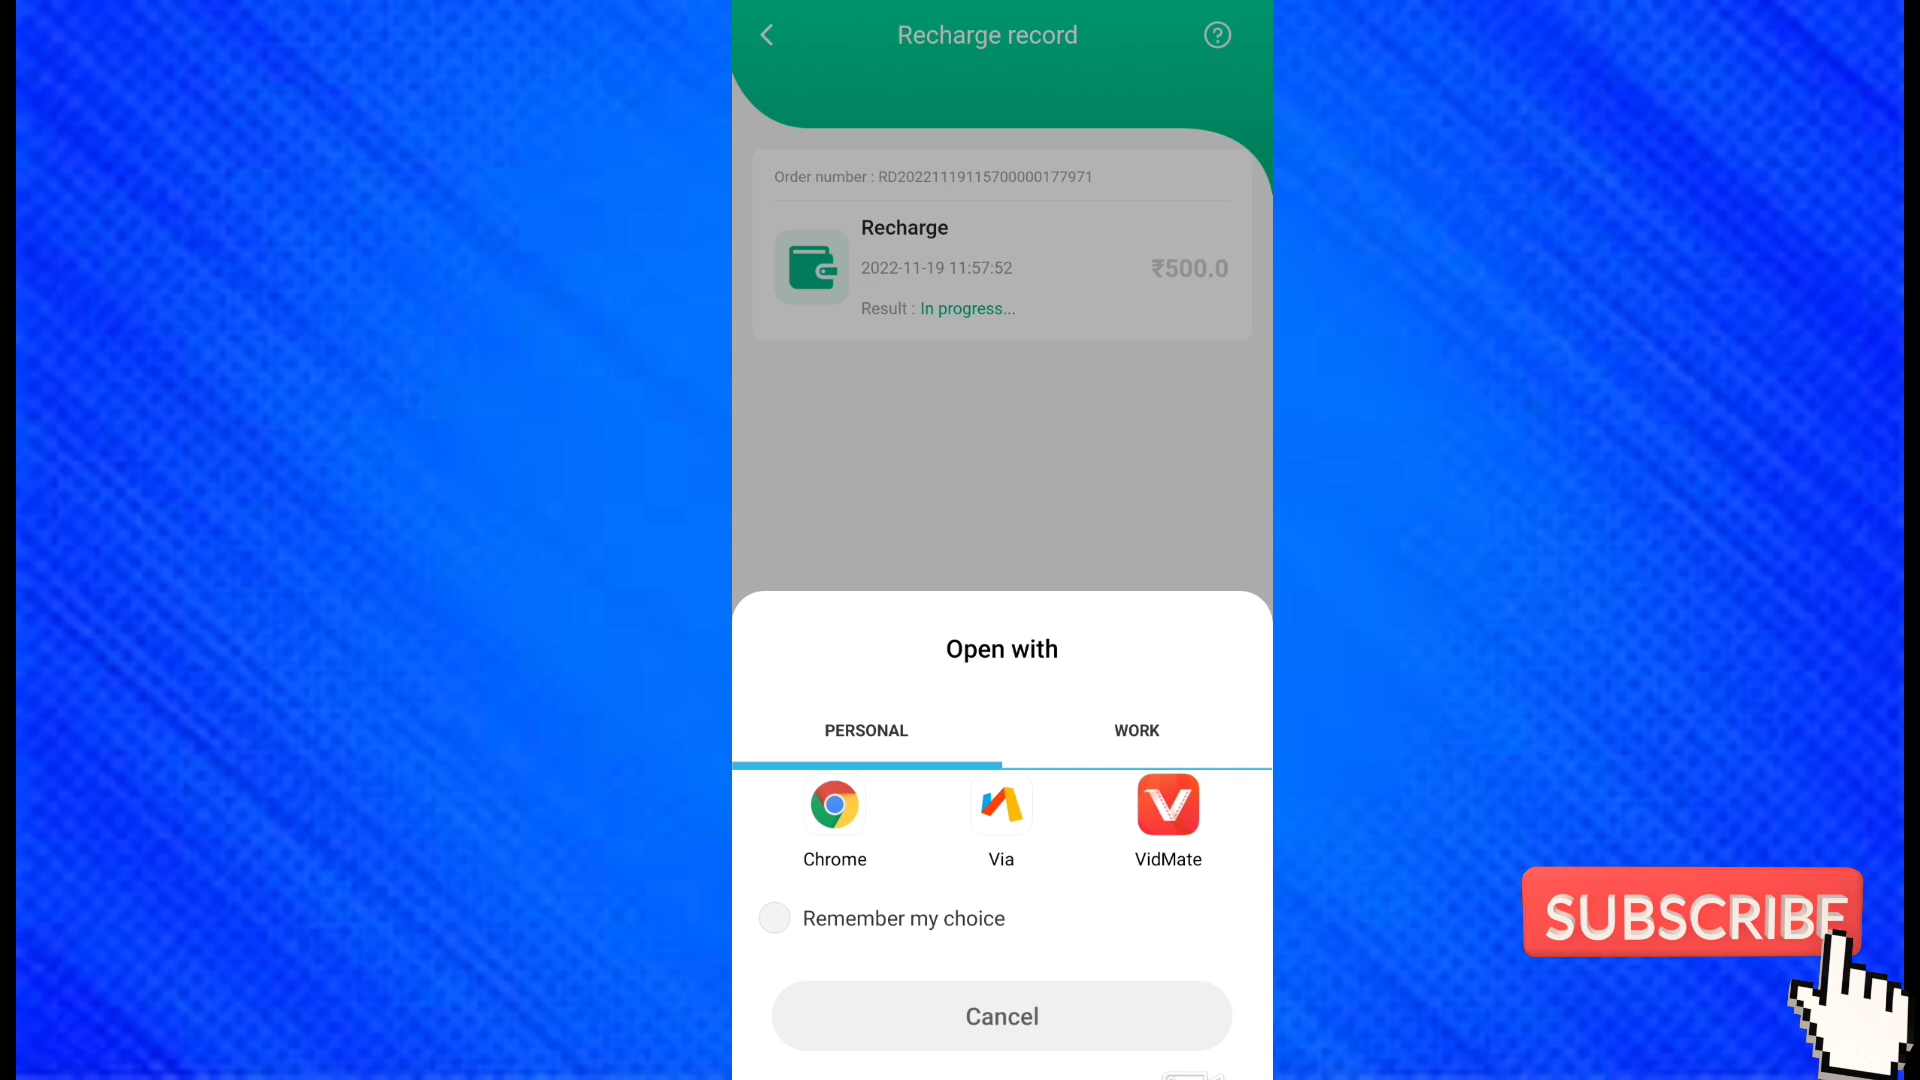 Recharge record
Order number : RD20221119115700000177971
Recharge
2022-11-19 11:57:52
₹500.0
Result : In progress...
Open with
PERSONAL
WORK
Chrome
Via
VidMate
Remember my choice
SUBSCRIBE
Cancel